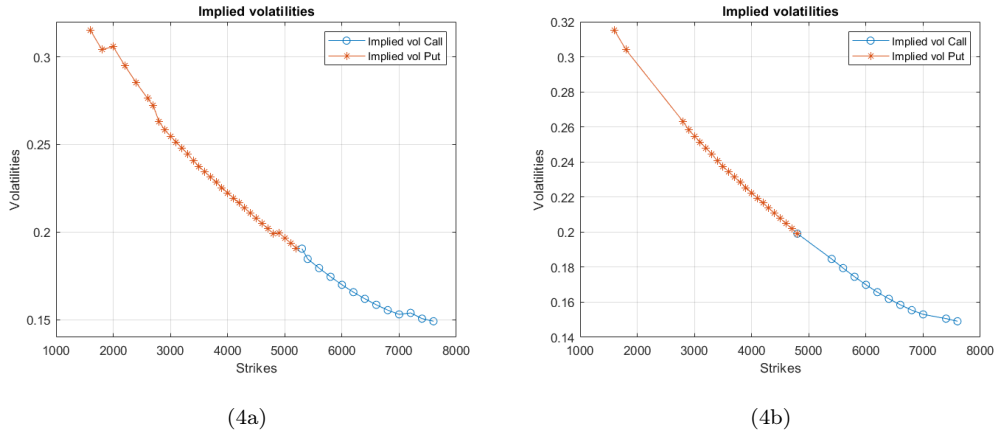 Implied volatilities
Implied vol Call
Implied vol Put
0.3
0.25
0.2
0.15
Volatilities
1000 2000 3000 4000 5000 6000 7000 8000
Strikes
(4a)
Implied volatilities
Implied vol Call
Implied vol Put
0.32
0.3
0.28
0.26
0.24
0.22
0.2
0.18
0.16
0.14
Volatilities
1000 2000 3000 4000 5000 6000 7000 8000
Strikes
(4b)